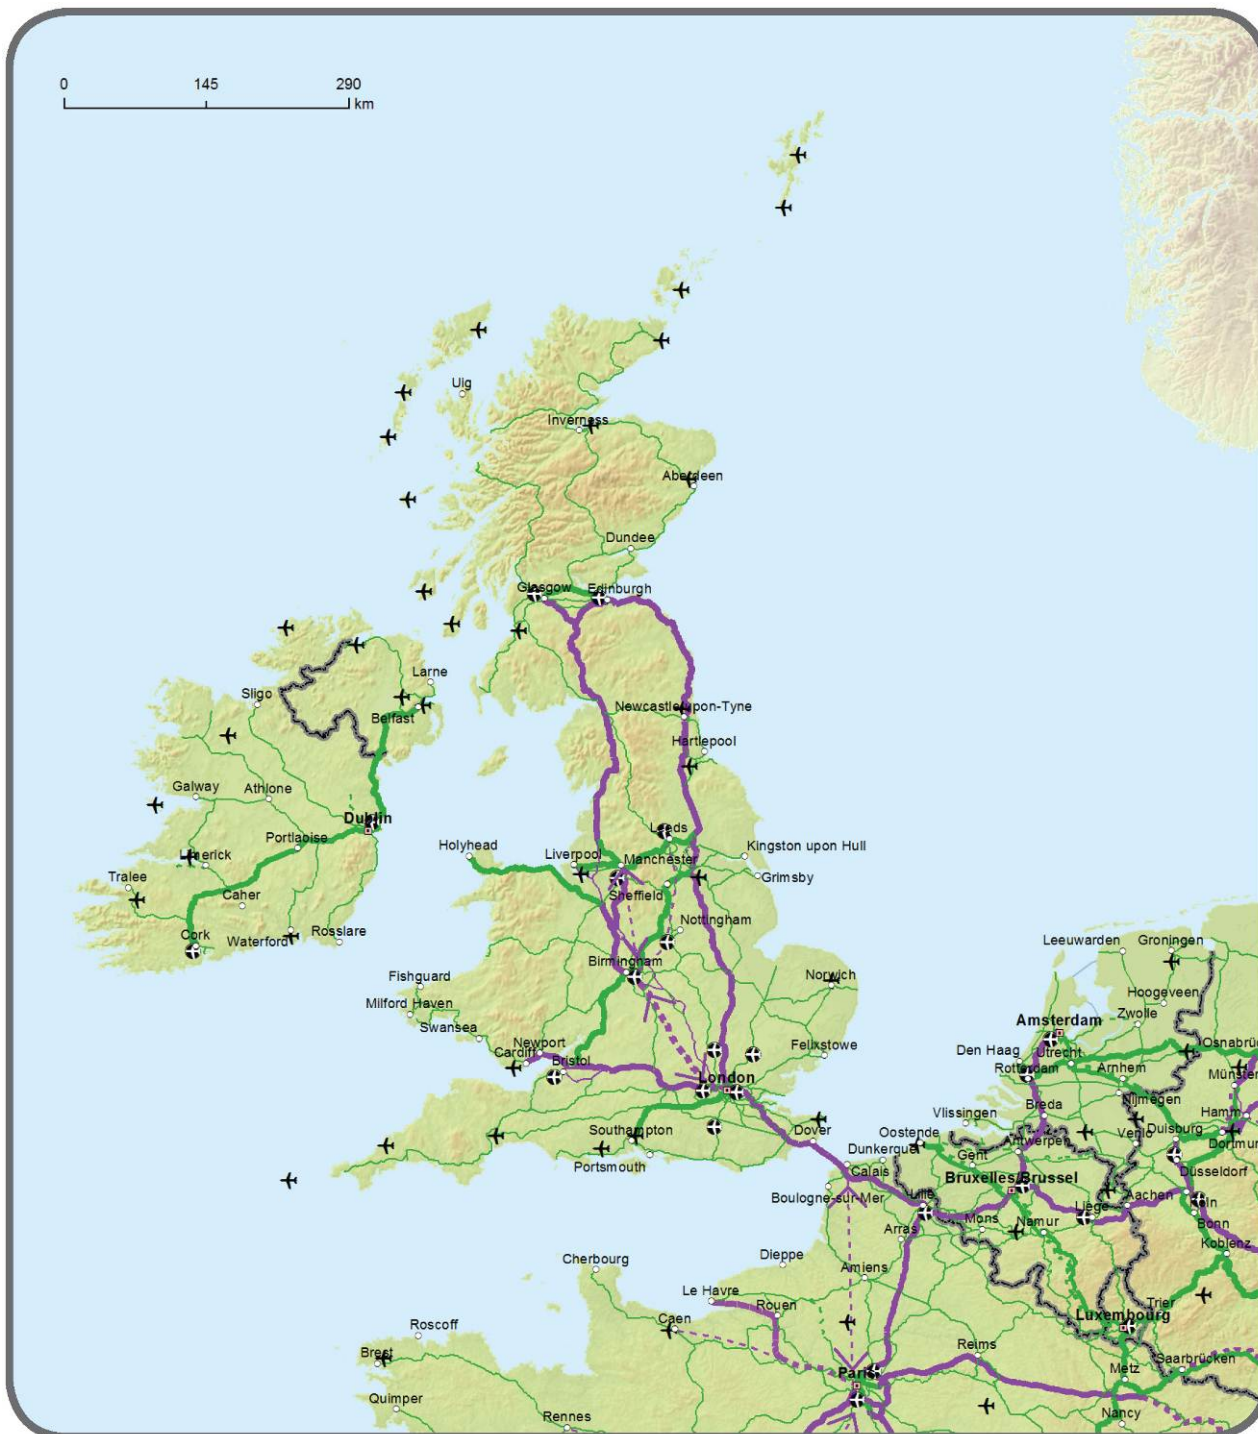 0 145 290
km
Uig
Inverness
Aberdeen
Dundee
Glasgow
Edinburgh
Larne
Sligo
Belfast
Newcastle-upon-Tyne
Hartlepool
Galway
Athlone
Dublin
Portlaoise
Leeds
Holyhead
Liverpool
Manchester
Kingston upon Hull
Limerick
Sheffield
Grimsby
Tralee
Caher
Nottingham
Cork
Waterford
Rosslare
Leeuwarden
Groningen
Birmingham
Fishguard
Norwich
Hoogeveen
Milford Haven
Zwolle
Swansea
Amsterdam
Newport
Cardiff
Bristol
Felixstowe
Den Haag
Utrecht
Osnabrüc
London
Rotterdam
Arnhem
Münster
Nijmegen
Breda
Vlissingen
Hamm
Southampton
Dover
Oostende
Antwerpen
Venlo
Duisburg
Dortmun
Portsmouth
Dunkerque
Calais
Gent
Düsseldorf
Bruxelles/Brussel
Boulogne-sur-Mer
Lille
Liège
Aachen
Köln
Arras
Mons
Namur
Bonn
Cherbourg
Dieppe
Amiens
Koblenz
Le Havre
Rouen
Trier
Caen
Luxembourg
Roscoff
Brest
Reims
Paris
Metz
Saarbrücken
Quimper
Rennes
Nancy